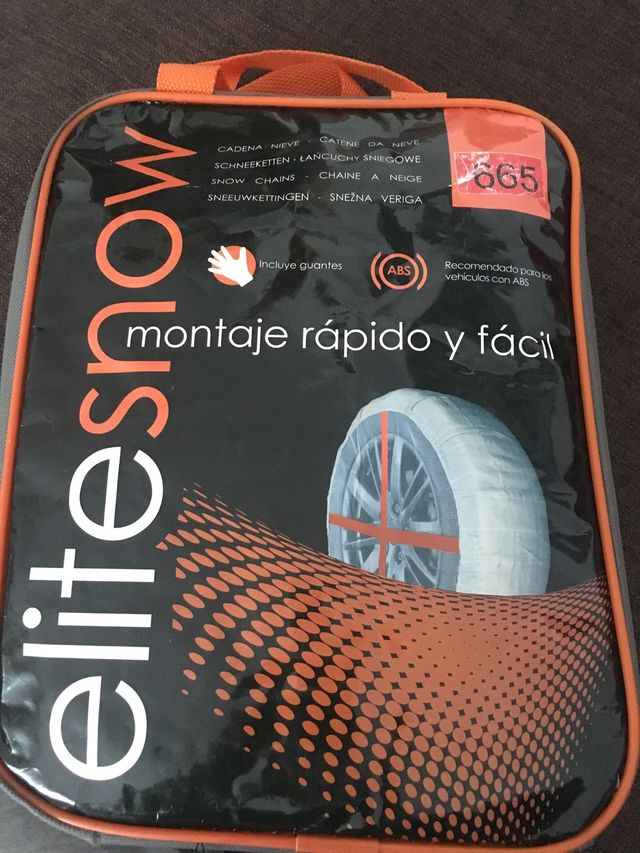 elitesnow
CADENA NIEVE - CATENE DA NEVE
SCHNEEKETTEN - ŁAŃCUCHY ŚNIEGOWE
SNOW CHAINS - CHAINE A NEIGE
SNEEUWKETTINGEN - SNEŽNA VERIGA
665
Incluye guantes
ABS
Recomendado para los
vehículos con ABS
montaje rápido y fácil